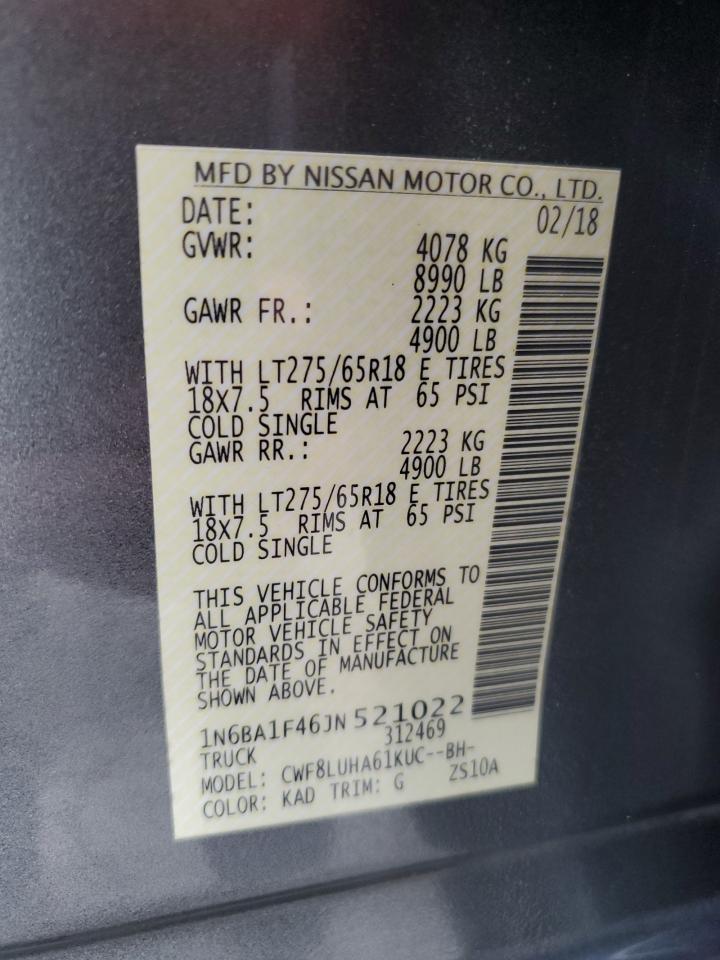 MFD BY NISSAN MOTOR CO., LTD.
DATE: 02/18
GVWR: 4078 KG
8990 LB
GAWR FR.: 2223 KG
4900 LB
WITH LT275/65R18 E TIRES
18X7.5 RIMS AT 65 PSI
COLD SINGLE
GAWR RR.: 2223 KG
4900 LB
WITH LT275/65R18 E TIRES
18X7.5 RIMS AT 65 PSI
COLD SINGLE
THIS VEHICLE CONFORMS TO
ALL APPLICABLE FEDERAL
MOTOR VEHICLE SAFETY
STANDARDS IN EFFECT ON
THE DATE OF MANUFACTURE
SHOWN ABOVE.
1N6BA1F46JN 521022
TRUCK 312469
MODEL: CWF8LUHA61KUC--BH-
COLOR: KAD TRIM: G ZS10A